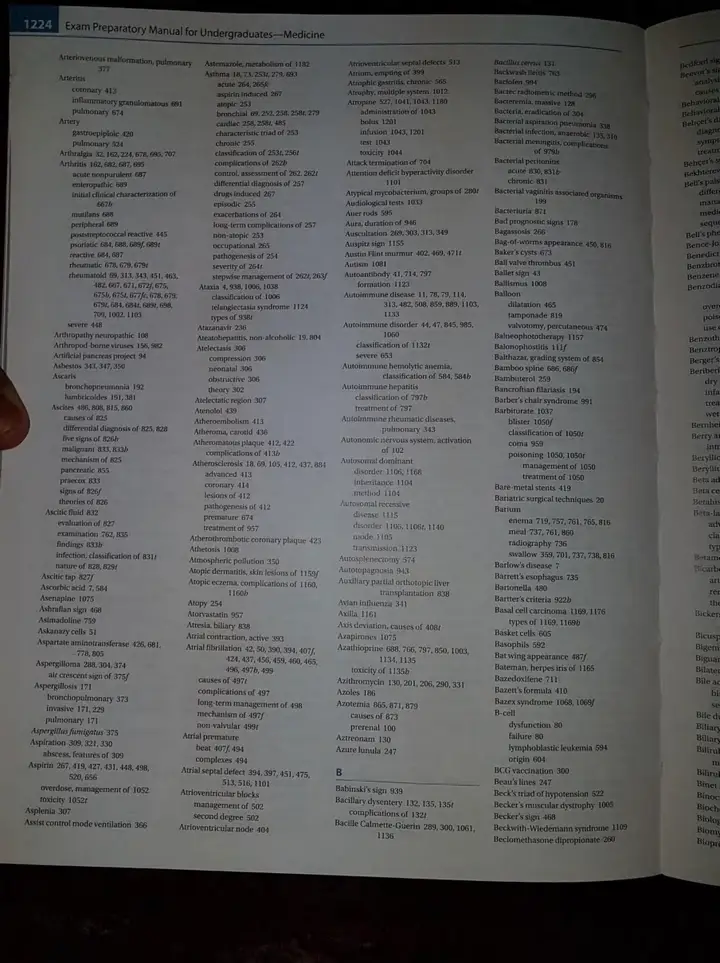 1224 Exam Preparatory Manual for Undergraduates—Medicine
Arteriovenous malformation, pulmonary
377
Arteritis
coronary 413
inflammatory granulomatous 691
pulmonary 674
Artery
gastroepiploic 420
pulmonary 524
Arthralgia 32, 162, 224, 678, 695, 707
Arthritis 162, 683, 687, 695
acute nonpurulent 687
enteropathic 689
initial clinical characterization of
667b
mutilans 688
peripheral 689
poststreptococcal reactive 445
psoriatic 684, 688, 689f, 689t
reactive 684, 687
rheumatic 678, 679, 679t
rheumatoid 69, 313, 343, 451, 463,
482, 667, 671, 672f, 675,
675b, 675t, 677f, 678, 679,
679t, 684, 684t, 689t, 698,
709, 1002, 1103
severe 448
Arthropathy neuropathic 108
Arthropod-borne viruses 156, 982
Artificial pancreas project 94
Asbestos 343, 347, 350
Ascaris
bronchopneumonia 192
lumbricoides 191, 381
Ascites 486, 808, 815, 860
causes of 825
differential diagnosis of 825, 828
five signs of 826b
malignant 833, 833b
mechanism of 825
pancreatic 855
praecox 833
signs of 826f
theories of 826
Ascitic fluid 832
evaluation of 827
examination 762, 835
findings 833b
infection, classification of 831t
nature of 828, 829t
Ascitic tap 827f
Ascorbic acid 7, 584
Asenapine 1075
Ashrafian sign 468
Asimadoline 759
Askanazy cells 51
Aspartate aminotransferase 426, 681,
778, 805
Aspergilloma 288, 304, 374
air crescent sign of 375f
Aspergillosis 171
bronchopulmonary 373
invasive 171, 229
pulmonary 171
Aspergillus fumigatus 375
Aspiration 309, 321, 330
abscess, features of 309
Aspirin 267, 419, 427, 431, 448, 498,
520, 656
overdose, management of 1052
toxicity 1052t
Asplenia 307
Assist control mode ventilation 366
Astemazole, metabolism of 1182
Asthma 18, 73, 253t, 279, 693
acute 264, 266b
aspirin induced 267
atopic 253
bronchial 69, 252, 258, 258t, 279
cardiac 258, 258t, 485
characteristic triad of 253
chronic 255
classification of 253t, 256t
complications of 262b
control, assessment of 262, 262t
differential diagnosis of 257
drugs induced 267
episodic 255
exacerbations of 264
long-term complications of 257
non-atopic 253
occupational 265
pathogenesis of 254
severity of 264t
stepwise management of 262t, 263f
Ataxia 4, 938, 1006, 1038
classification of 1006
telangiectasia syndrome 1124
types of 938t
Atazanavir 236
Ateatohepatitis, non-alcoholic 19, 804
Atelectasis 306
compression 306
neonatal 306
obstructive 306
theory 302
Atelectatic region 307
Atenolol 439
Atheroembolism 413
Atheroma, carotid 436
Atheromatous plaque 412, 422
complications of 413b
Atherosclerosis 18, 69, 105, 412, 437, 884
advanced 413
coronary 414
lesions of 412
pathogenesis of 412
premature 674
treatment of 957
Atherothrombotic coronary plaque 423
Athetosis 1008
Atmospheric pollution 350
Atopic dermatitis, skin lesions of 1159f
Atopic eczema, complications of 1160,
1160b
Atopy 254
Atorvastatin 957
Atresia, biliary 838
Atrial contraction, active 393
Atrial fibrillation 42, 50, 390, 394, 407f,
424, 437, 456, 459, 460, 465,
496, 497b, 499
causes of 497t
complications of 497
long-term management of 498
mechanism of 497f
non-valvular 499t
Atrial premature
beat 407f, 494
complexes 494
Atrial septal defect 394, 397, 451, 475,
513, 516, 1101
Atrioventricular blocks
management of 502
second degree 502
Atrioventricular node 404
Atrioventricular septal defects 513
Atrium, emptying of 399
Atrophic gastritis, chronic 565
Atrophy, multiple system 1012
Atropine 527, 1041, 1043, 1180
administration of 1043
bolus 1201
infusion 1043, 1201
test 1043
toxicity 1044
Attack termination of 704
Attention deficit hyperactivity disorder
1101
Atypical mycobacterium, groups of 286t
Audiological tests 1033
Auer rods 595
Aura, duration of 946
Auscultation 269, 303, 313, 349
Auspitz sign 1155
Austin Flint murmur 402, 469, 471t
Autism 1081
Autoantibody 41, 714, 797
formation 1123
Autoimmune disease 11, 78, 79, 114,
313, 482, 508, 859, 889, 1103,
1133
Autoimmune disorder 44, 47, 845, 985,
1060
classification of 1132t
severe 653
Autoimmune hemolytic anemia,
classification of 584, 584b
Autoimmune hepatitis
classification of 797b
treatment of 797
Autoimmune rheumatic diseases,
pulmonary 343
Autonomic nervous system, activation
of 102
Autosomal dominant
disorder 1106, 1168
inheritance 1104
method 1104
Autosomal recessive
disease 1115
disorder 1105, 1106t, 1140
mode 1105
transmission 1123
Autosplenectomy 574
Autotopagnosia 943
Auxiliary partial orthotopic liver
transplantation 838
Avian influenza 341
Axilla 1161
Axis deviation, causes of 408t
Azapirones 1075
Azathioprine 688, 766, 797, 850, 1003,
1134, 1135
toxicity of 1135b
Azithromycin 130, 201, 206, 290, 331
Azoles 186
Azotemia 865, 871, 879
causes of 873
prerenal 100
Aztreonam 130
Azure lunula 247
B
Babinski's sign 939
Bacillary dysentery 132, 135, 135t
complications of 132t
Bacille Calmette-Guerin 289, 300, 1061,
1136
Bacillus cereus 131
Backwash ileitis 763
Baclofen 994
Bactec radiometric method 296
Bacteremia, massive 128
Bacteria, eradication of 304
Bacterial aspiration pneumonia 338
Bacterial infection, anaerobic 135, 316
Bacterial meningitis, complications
of 979b
Bacterial peritonitis
acute 830, 831b
chronic 831
Bacterial vaginitis associated organisms
199
Bacteriuria 871
Bad prognostic signs 178
Bagassosis 266
Bag-of-worms appearance 450, 816
Baker's cysts 673
Ball valve thrombus 451
Ballet sign 43
Ballismus 1008
Balloon
dilatation 465
tamponade 819
valvotomy, percutaneous 474
Balneophototherapy 1157
Balonophostitis 111f
Balthazar, grading system of 854
Bamboo spine 686, 686f
Bambuterol 259
Bancroftian filariasis 194
Barber's chair syndrome 991
Barbiturate 1037
blister 1050f
classification of 1050t
coma 959
poisoning 1050, 1050t
management of 1050
treatment of 1050
Bare-metal stents 419
Bariatric surgical techniques 20
Barium
enema 719, 757, 761, 765, 816
meal 737, 761, 860
radiography 736
swallow 359, 701, 737, 738, 816
Barlow's disease 7
Barrett's esophagus 735
Bartonella 480
Bartter's criteria 922b
Basal cell carcinoma 1169, 1176
types of 1169, 1169b
Basket cells 605
Basophils 592
Bat wing appearance 487f
Bateman, herpes iris of 1165
Bazedoxifene 711
Bazett's formula 410
Bazex syndrome 1068, 1068f
B-cell
dysfunction 80
failure 80
lymphoblastic leukemia 594
origin 604
BCG vaccination 300
Beau's lines 247
Beck's triad of hypotension 522
Becker's muscular dystrophy 1005
Becker's sign 468
Beckwith-Wiedemann syndrome 1109
Beclomethasone dipropionate 260